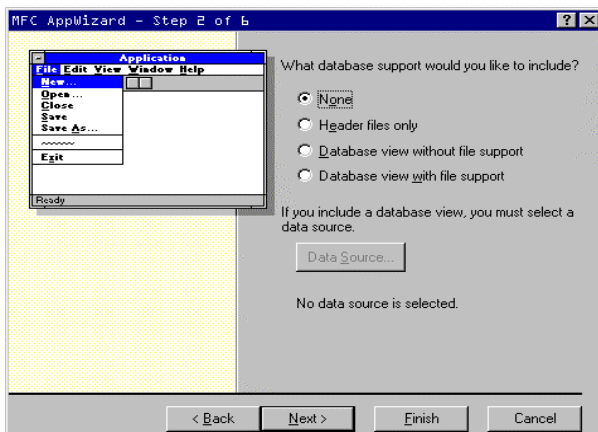 MFC AppWizard - Step 2 of 6
? X
Application
File Edit View Window Help
New...
Open...
Close
Save
Save As...
Exit
Ready
What database support would you like to include?
None
Header files only
Database view without file support
Database view with file support
If you include a database view, you must select a
data source.
Data Source...
No data source is selected.
< Back
Next >
Finish
Cancel